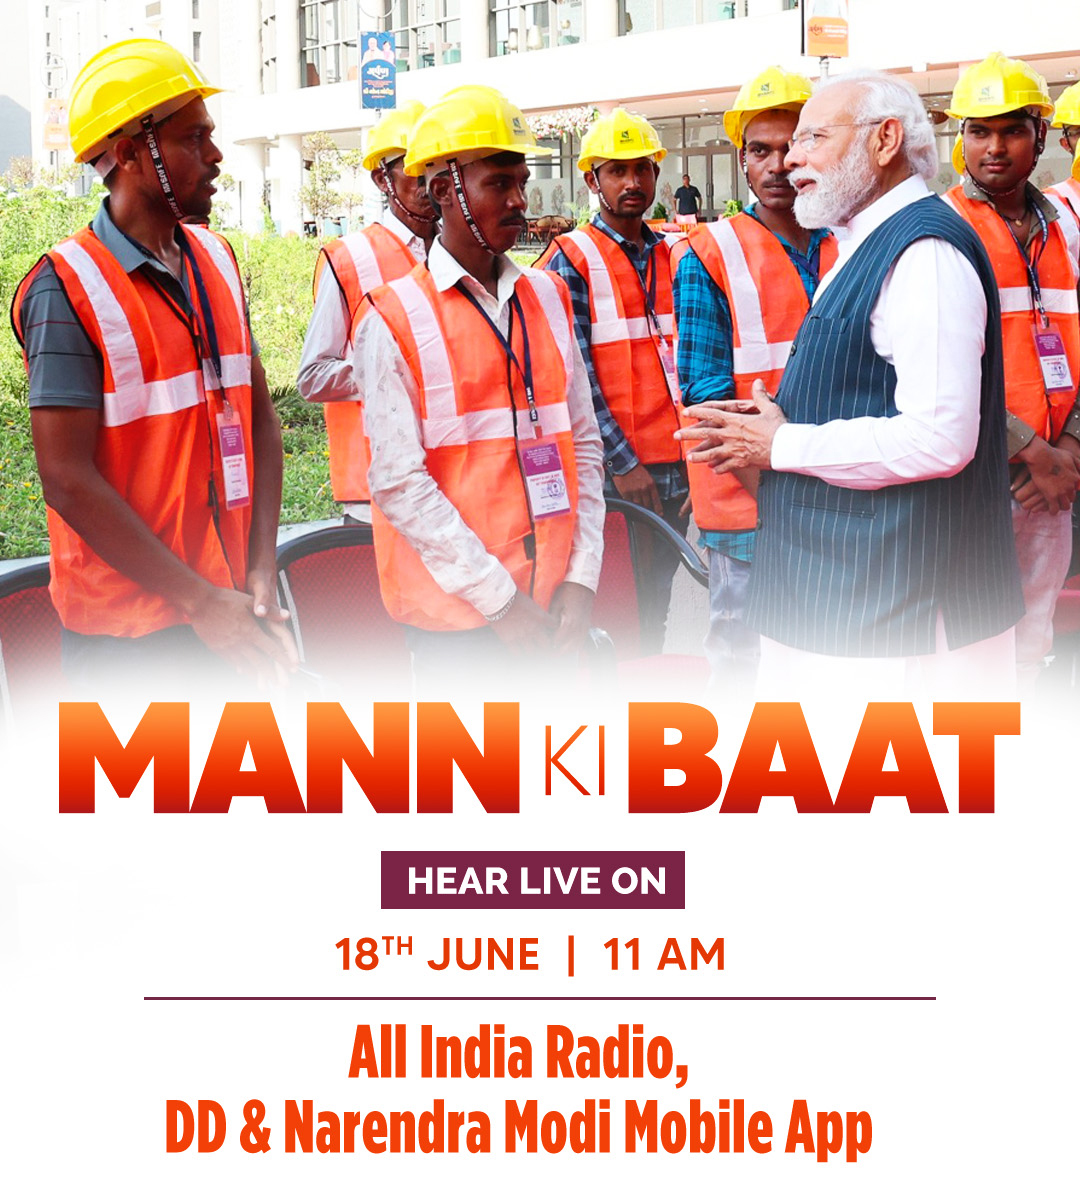 MANN KI BAAT
HEAR LIVE ON
18TH JUNE | 11 AM
All India Radio,
DD & Narendra Modi Mobile App